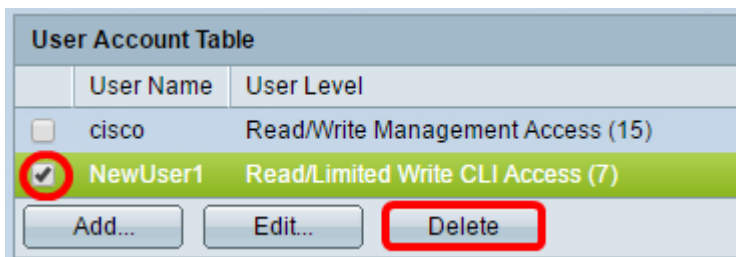 User Account Table
User Name User Level
cisco Read/Write Management Access (15)
NewUser1 Read/Limited Write CLI Access (7)
Add... Edit... Delete